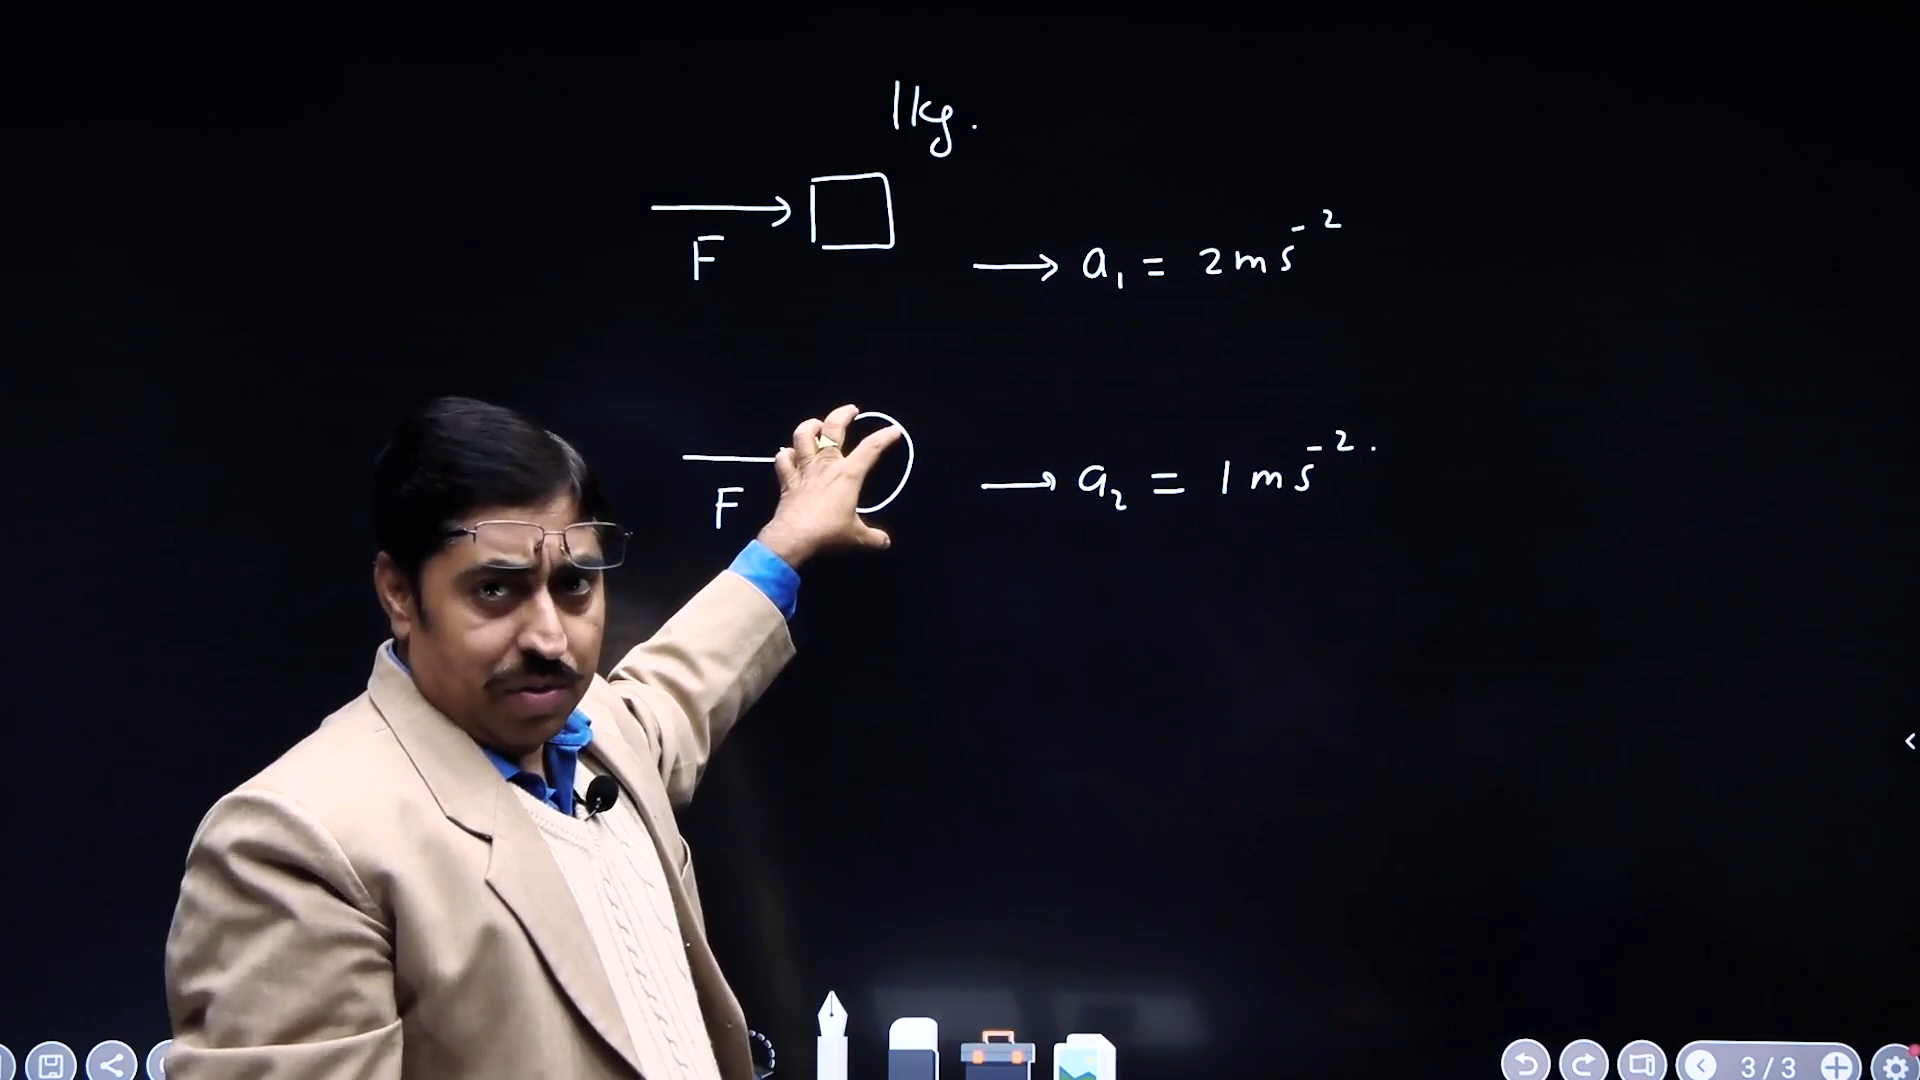 1kg.
F
→ a₁ = 2ms⁻²
F
→ a₂ = 1ms⁻².
3/3